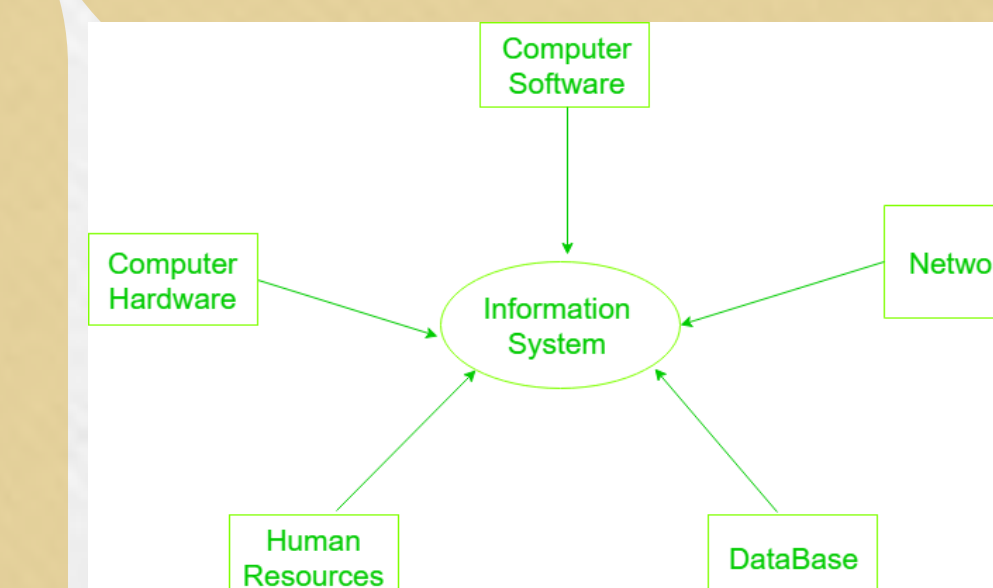 Computer
Software
Computer
Hardware
Netwo
Information
System
Human
Resources
DataBase